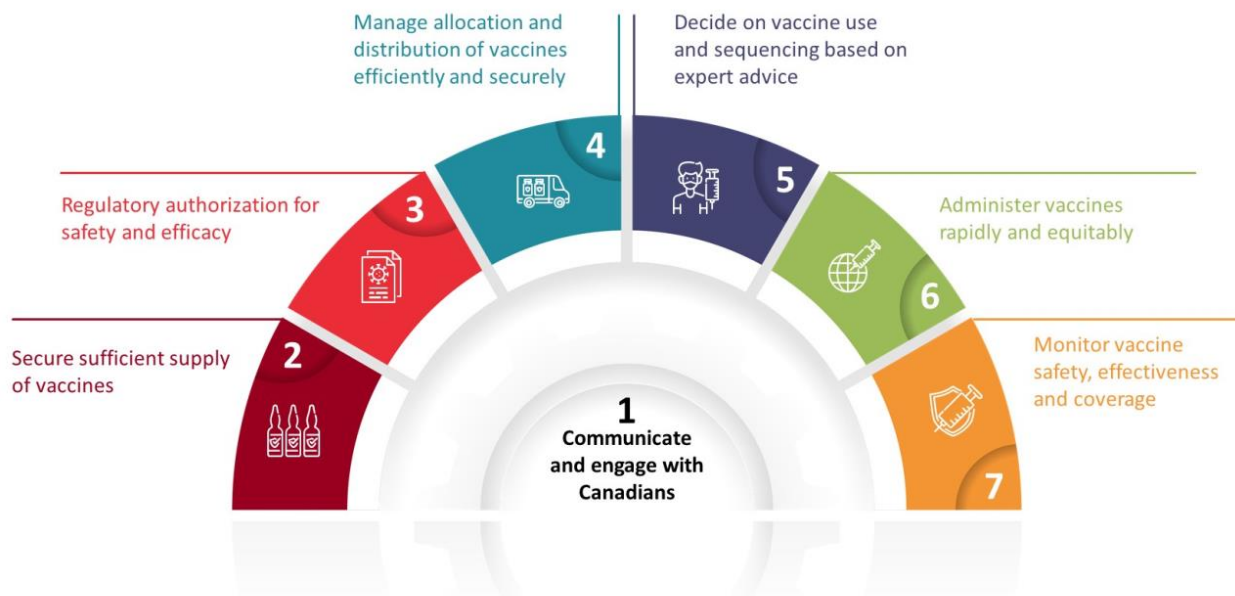 Manage allocation and
distribution of vaccines
efficiently and securely
Decide on vaccine use
and sequencing based on
expert advice
4
5
Regulatory authorization for
safety and efficacy
3
Administer vaccines
rapidly and equitably
6
Secure sufficient supply
of vaccines
2
Monitor vaccine
safety, effectiveness
and coverage
7
1
Communicate
and engage with
Canadians